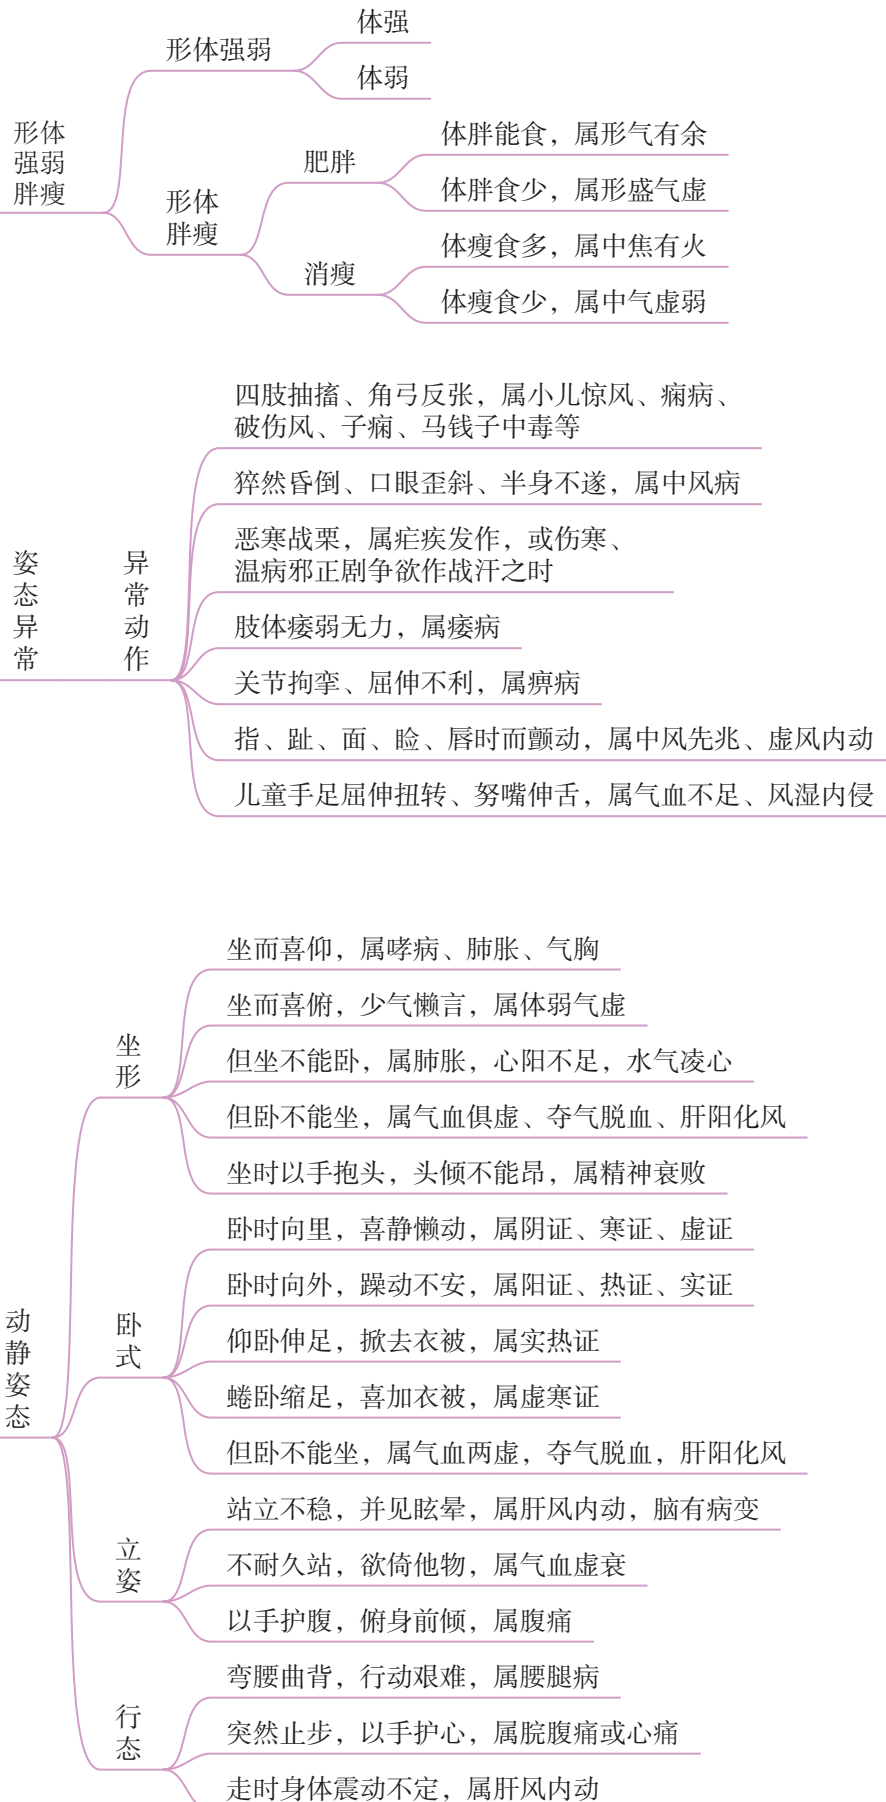 形体
强弱
胖瘦
形体强弱
体强
体弱
形体
胖瘦
肥胖
体胖能食，属形气有余
体胖食少，属形盛气虚
消瘦
体瘦食多，属中焦有火
体瘦食少，属中气虚弱
姿态异常
异常动作
四肢抽搐、角弓反张，属小儿惊风、痫病、
破伤风、子痫、马钱子中毒等
猝然昏倒、口眼歪斜、半身不遂，属中风病
恶寒战栗，属疟疾发作，或伤寒、
温病邪正剧争欲作战汗之时
肢体痿弱无力，属痿病
关节拘挛、屈伸不利，属痹病
指、趾、面、睑、唇时而颤动，属中风先兆、虚风内动
儿童手足屈伸扭转、努嘴伸舌，属气血不足、风湿内侵
动静姿态
坐形
坐而喜仰，属哮病、肺胀、气胸
坐而喜俯，少气懒言，属体弱气虚
但坐不能卧，属肺胀，心阳不足，水气凌心
但卧不能坐，属气血俱虚、夺气脱血、肝阳化风
坐时以手抱头，头倾不能昂，属精神衰败
卧式
卧时向里，喜静懒动，属阴证、寒证、虚证
卧时向外，躁动不安，属阳证、热证、实证
仰卧伸足，掀去衣被，属实热证
蜷卧缩足，喜加衣被，属虚寒证
但卧不能坐，属气血两虚，夺气脱血，肝阳化风
立姿
站立不稳，并见眩晕，属肝风内动，脑有病变
不耐久站，欲倚他物，属气血虚衰
以手护腹，俯身前倾，属腹痛
行态
弯腰曲背，行动艰难，属腰腿病
突然止步，以手护心，属脘腹痛或心痛
走时身体震动不定，属肝风内动